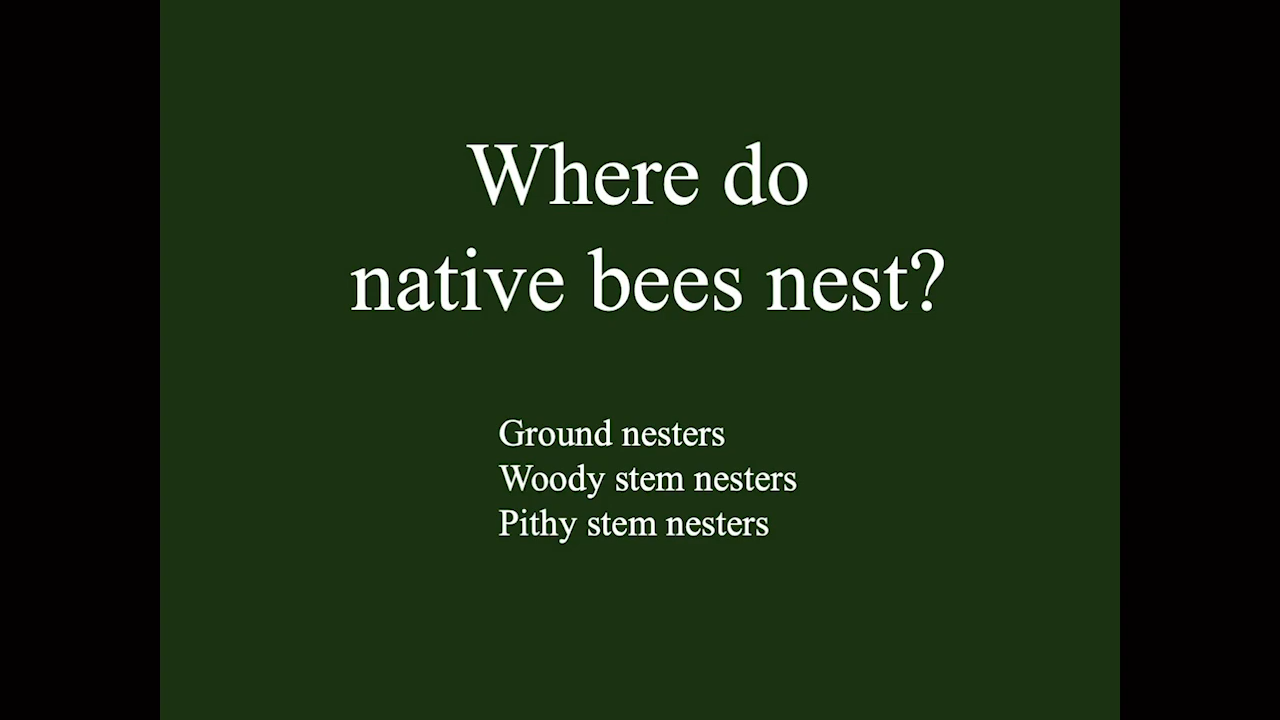 Where do
native bees nest?
Ground nesters
Woody stem nesters
Pithy stem nesters